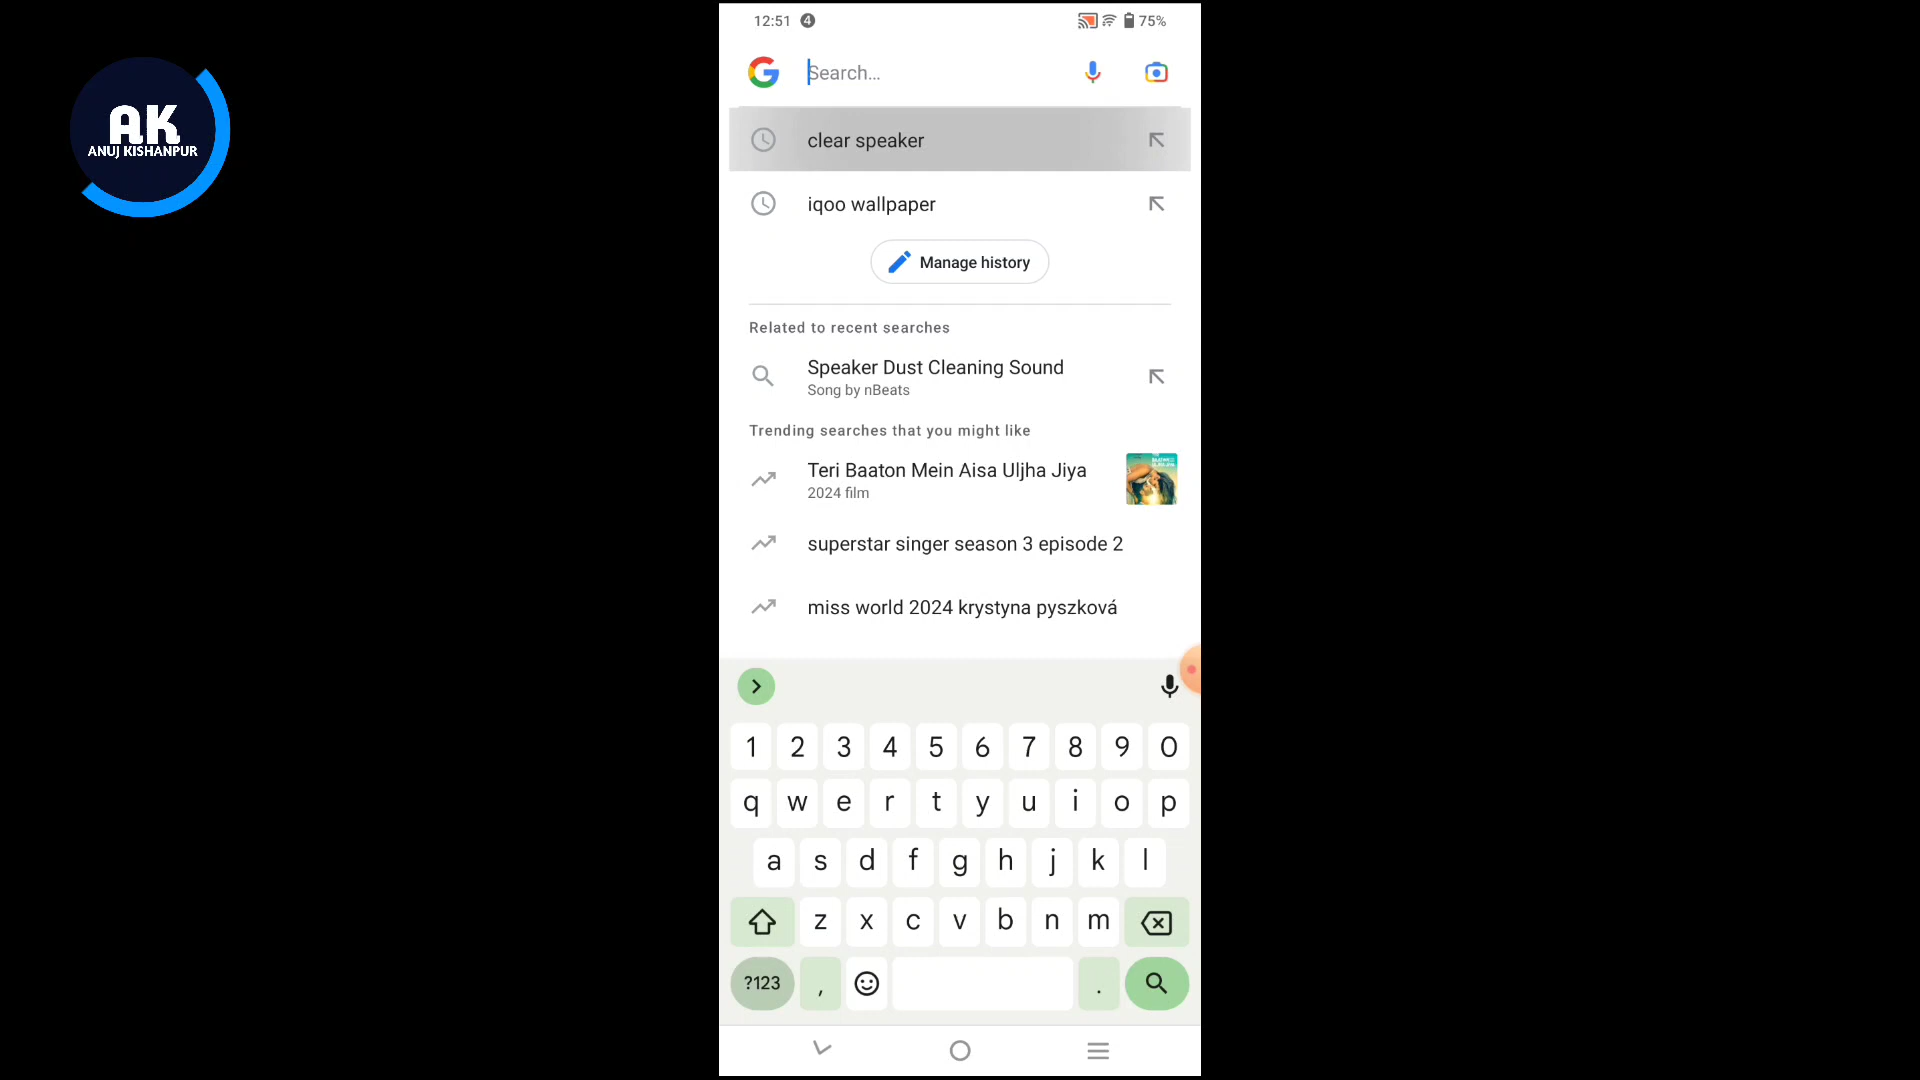 AK
ANUJ KISHANPUR
12:51 4
75%
Search...
clear speaker
iqoo wallpaper
Manage history
Related to recent searches
Speaker Dust Cleaning Sound
Song by nBeats
Trending searches that you might like
Teri Baaton Mein Aisa Uljha Jiya
2024 film
superstar singer season 3 episode 2
miss world 2024 krystyna pyszková
1 2 3 4 5 6 7 8 9 0
q w e r t y u i o p
a s d f g h j k l
z x c v b n m
?123 , .